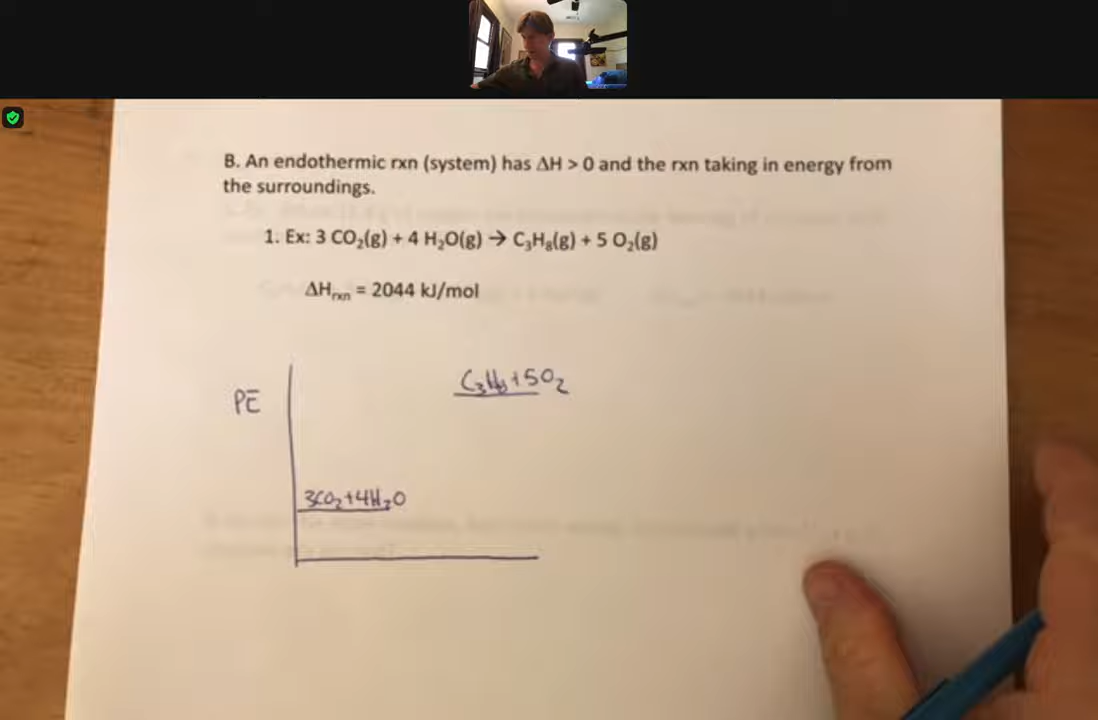 B. An endothermic rxn (system) has ΔH > 0 and the rxn taking in energy from
the surroundings.
1. Ex: 3 CO₂(g) + 4 H₂O(g) → C₃H₈(g) + 5 O₂(g)
ΔHᵣₓₙ = 2044 kJ/mol
C₃H₈+5O₂
PE
3CO₂+4H₂O